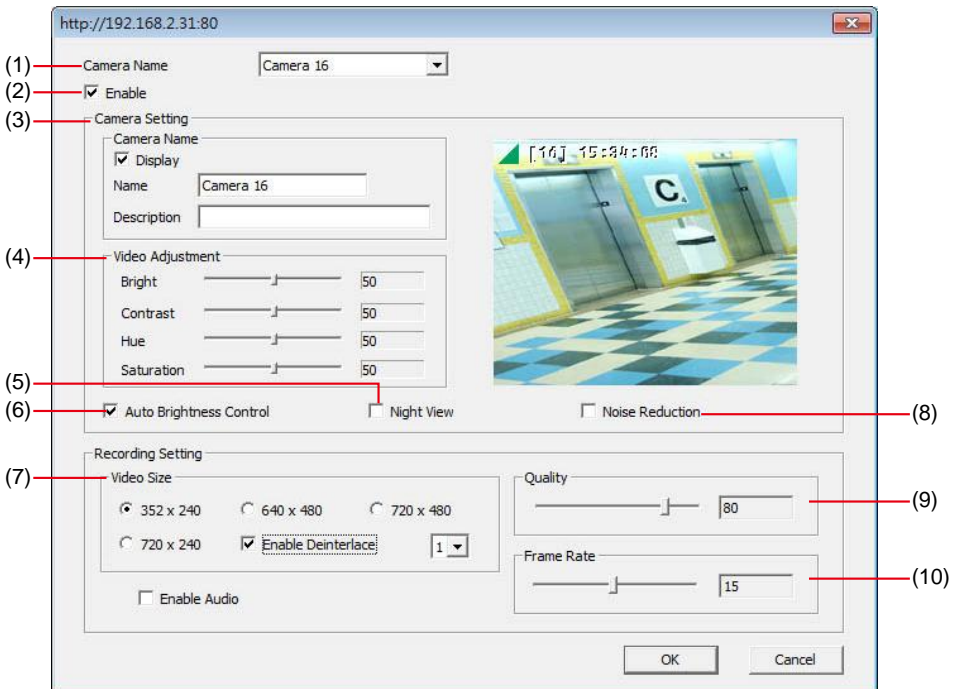 http://192.168.2.31:80
(1) Camera Name Camera 16
(2) Enable
(3) Camera Setting
Camera Name
Display
Name Camera 16
Description
[16] 15:34:08
C
(4) Video Adjustment
Bright 50
Contrast 50
Hue 50
Saturation 50
(5)
(6) Auto Brightness Control Night View Noise Reduction (8)
Recording Setting
(7) Video Size
352 x 240 640 x 480 720 x 480
720 x 240 Enable Deinterlace 1
Quality
80 (9)
Frame Rate
15 (10)
Enable Audio
OK Cancel